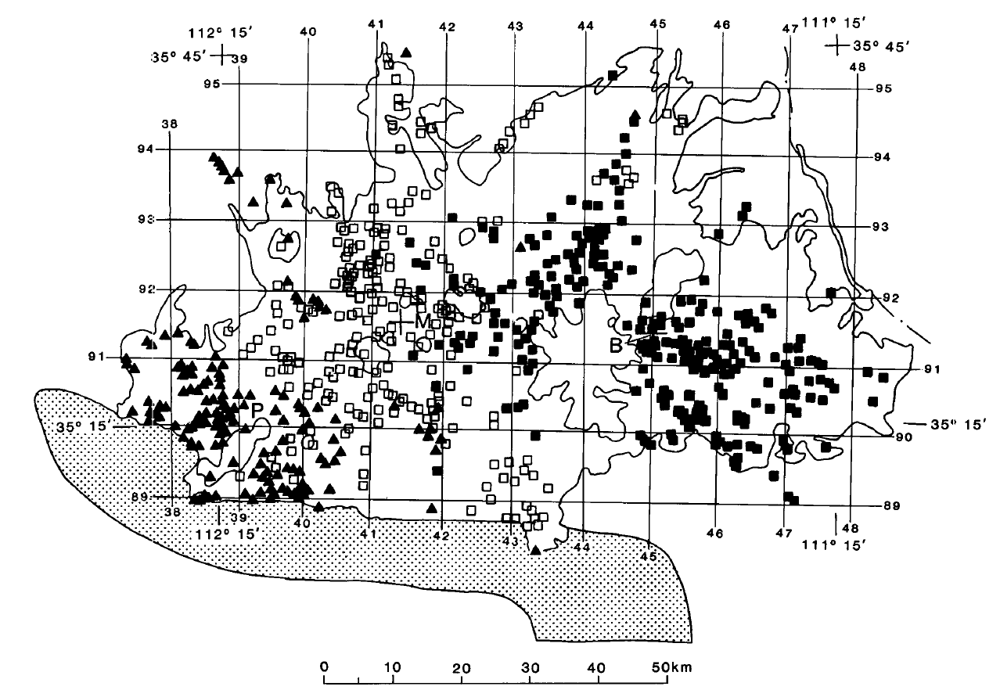 40 41 42 43 44 45 46 47 111° 15′
112° 15′
35° 45′ 39 35° 45′
48
95 95
38
94 94
93 93
92 92
M
B
91 91
P
35° 15′ 35° 15′
90
89 89
38 39 40 41 42 43 44 45 46 47 48
112° 15′ 111° 15′
0 10 20 30 40 50km